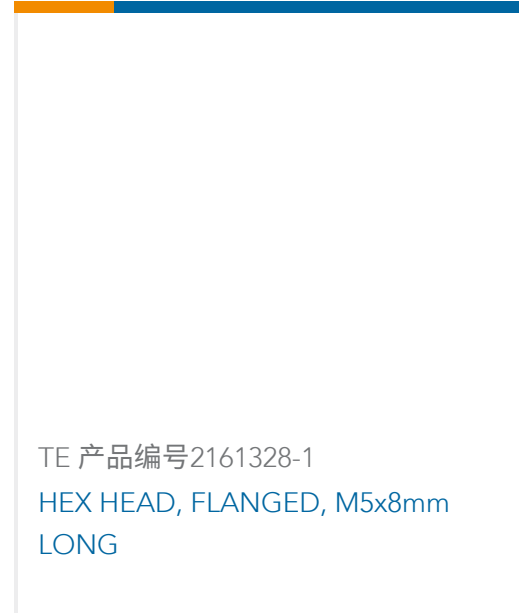 TE 产品编号2161328-1
HEX HEAD, FLANGED, M5x8mm
LONG